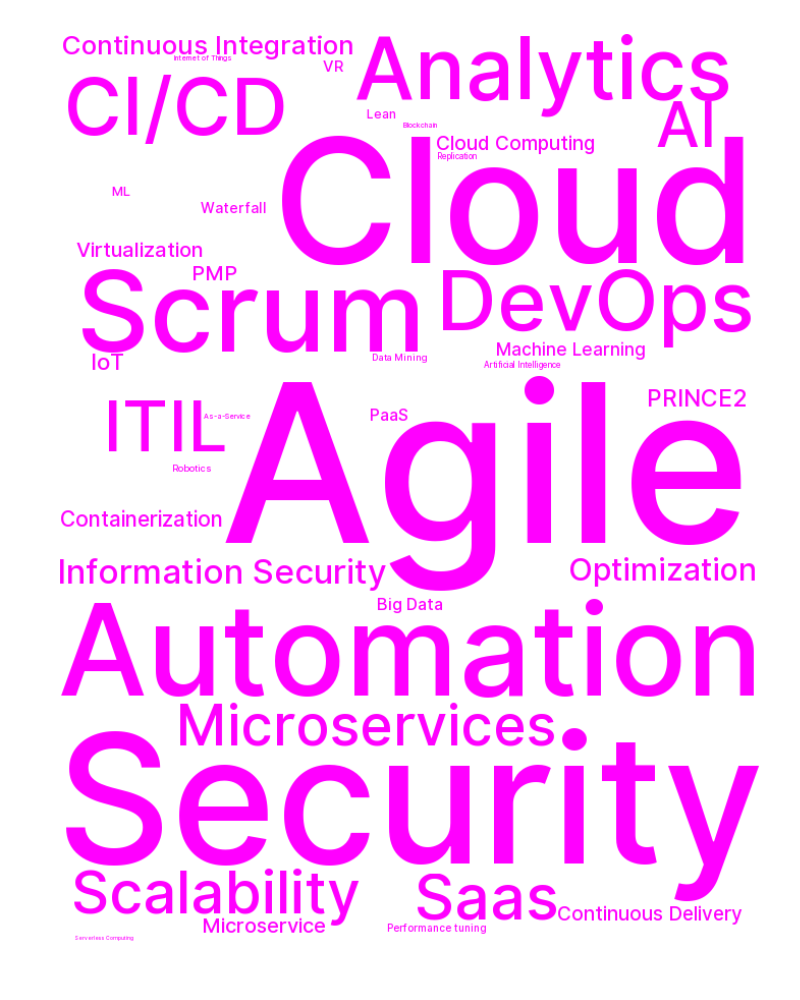 Continuous Integration
Internet of Things
VR
Analytics
CI/CD
Lean
Blockchain
AI
Cloud Computing
Replication
Cloud
ML
Waterfall
Virtualization
PMP
Scrum
DevOps
IoT
Data Mining
Machine Learning
Artificial Intelligence
ITIL
As-a-Service
PaaS
PRINCE2
Agile
Robotics
Containerization
Information Security
Optimization
Big Data
Automation
Microservices
Security
Scalability
Saas
Continuous Delivery
Microservice
Performance tuning
Serverless Computing